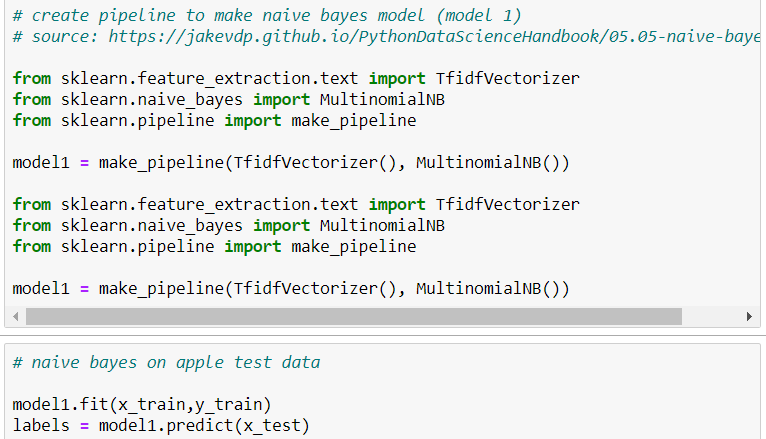 # create pipeline to make naive bayes model (model 1)
# source: https://jakevdp.github.io/PythonDataScienceHandbook/05.05-naive-baye
from sklearn.feature_extraction.text import TfidfVectorizer
from sklearn.naive_bayes import MultinomialNB
from sklearn.pipeline import make_pipeline
model1 = make_pipeline(TfidfVectorizer(), MultinomialNB())
from sklearn.feature_extraction.text import TfidfVectorizer
from sklearn.naive_bayes import MultinomialNB
from sklearn.pipeline import make_pipeline
model1 = make_pipeline(TfidfVectorizer(), MultinomialNB())
# naive bayes on apple test data
model1.fit(x_train,y_train)
labels = model1.predict(x_test)